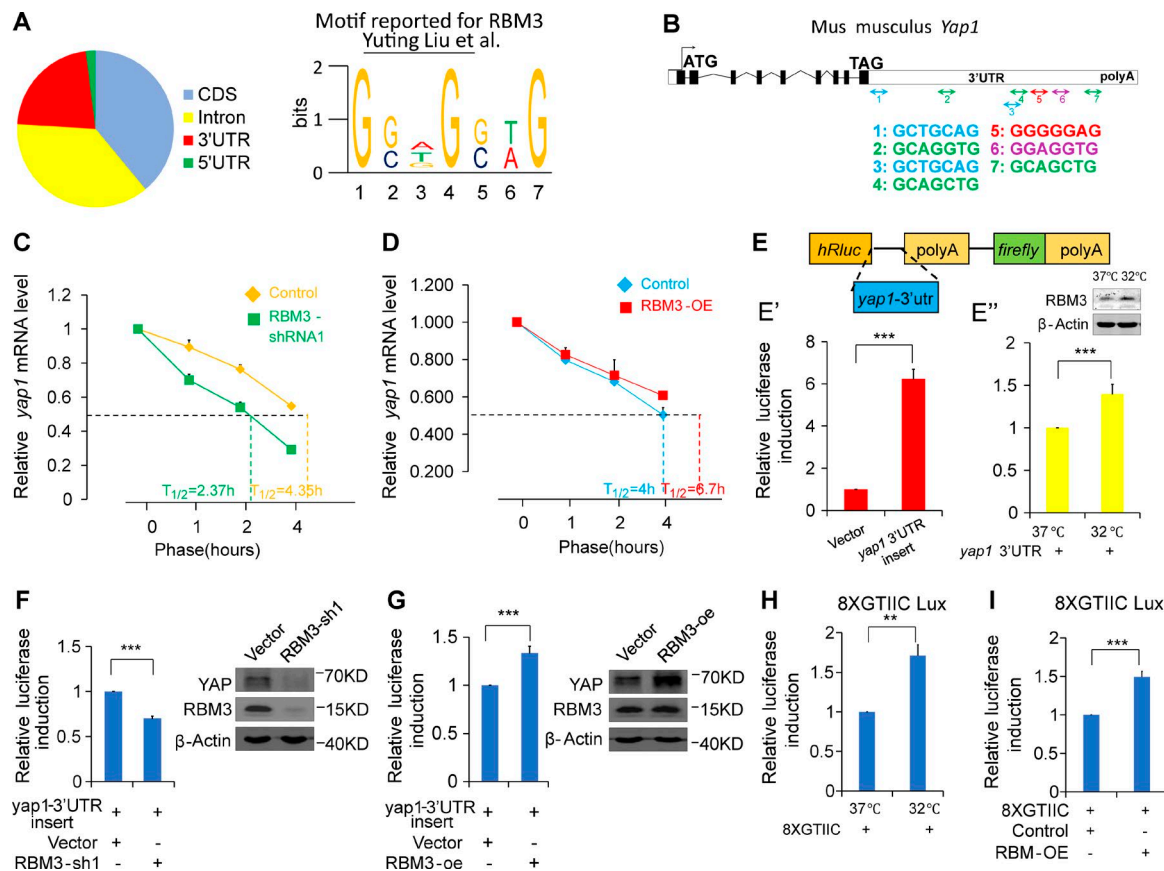 A
Motif reported for RBM3
Yuting Liu et al.
CDS
Intron
3'UTR
5'UTR
bits
2
1
0
G G A G G T G
C T C A
G
1 2 3 4 5 6 7
B
Mus musculus Yap1
ATG
TAG
3'UTR
polyA
1 2 3 4 5 6 7
1: GCTGCAG
2: GCAGGTG
3: GCTGCAG
4: GCAGCTG
5: GGGGGAG
6: GGAGGTG
7: GCAGCTG
C
Relative yap1 mRNA level
1.2
1
0.8
0.6
0.4
0.2
0
Control
RBM3 -
shRNA1
T1/2=2.37h
T1/2=4.35h
0 1 2 4
Phase(hours)
D
Relative yap1 mRNA level
1.200
1.000
0.800
0.600
0.500
0.400
0.200
Control
RBM3-OE
T1/2=4h
T1/2=6.7h
0 1 2 4
Phase(hours)
E
hRluc
polyA
firefly
polyA
yap1-3'utr
E'
Relative luciferase
induction
8
6
4
2
0
***
Vector
yap1 3'UTR
insert
E''
37℃ 32℃
RBM3
β-Actin
2
1.5
1
0.5
0
***
37℃ 32℃
yap1 3'UTR + +
F
Relative luciferase
induction
1.5
1
0.5
0
***
yap1-3'UTR + +
insert
Vector + -
RBM3-sh1 - +
Vector
RBM3-sh1
YAP
-70KD
RBM3
-15KD
β-Actin
-40KD
G
Relative luciferase
induction
1.5
1
0.5
0
***
yap1-3'UTR + +
insert
Vector + -
RBM3-oe - +
Vector
RBM3-oe
YAP
-70KD
RBM3
-15KD
β-Actin
-40KD
H
8XGTIIC Lux
Relative luciferase
induction
2
1.5
1
0.5
0
**
37℃ 32℃
8XGTIIC + +
I
8XGTIIC Lux
Relative luciferase
induction
2
1.5
1
0.5
0
***
8XGTIIC + +
Control + -
RBM-OE - +